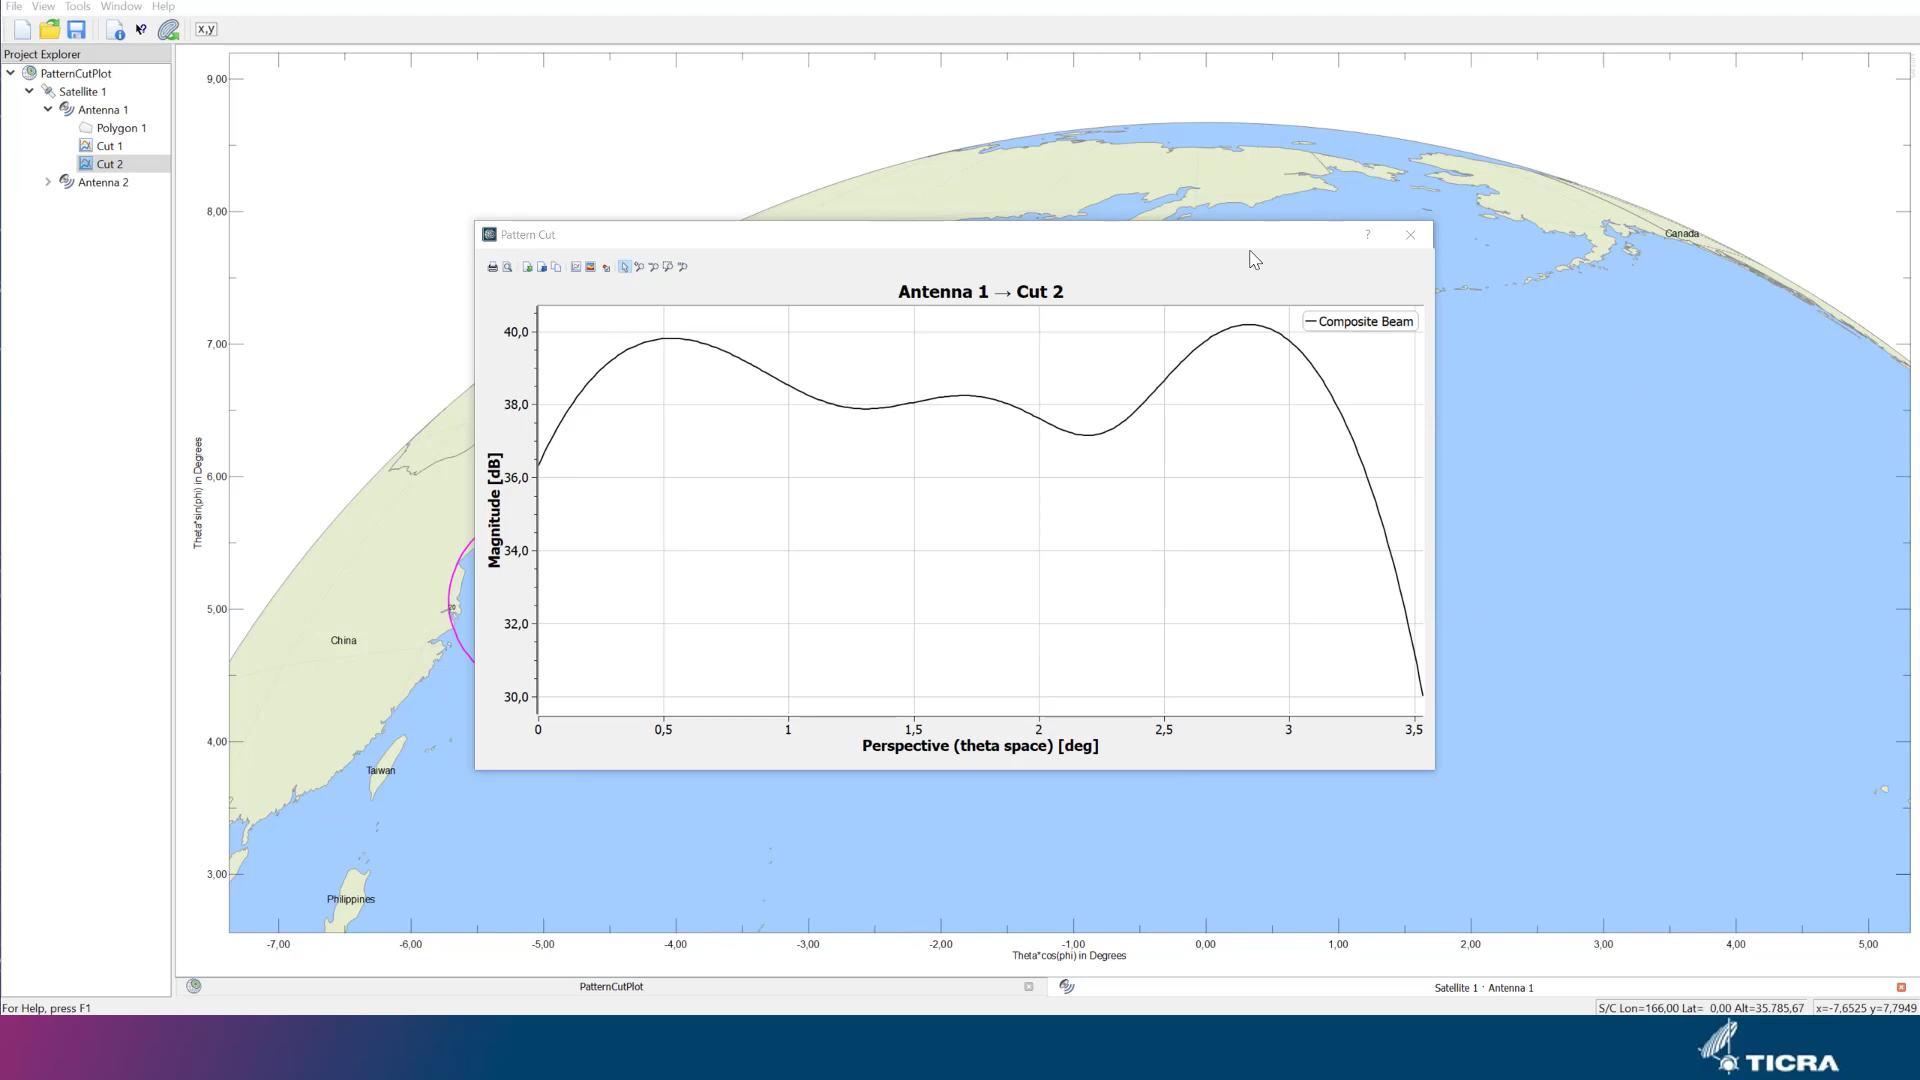 File View Tools Window Help
x,y
Project Explorer
PatternCutPlot
Satellite 1
Antenna 1
Polygon 1
Cut 1
Cut 2
Antenna 2
9,00
8,00
7,00
6,00
5,00
4,00
3,00
Theta*sin(phi) in Degrees
Canada
China
20
Taiwan
Philippines
Pattern Cut
?
Antenna 1 → Cut 2
Composite Beam
40,0
38,0
36,0
34,0
32,0
30,0
Magnitude [dB]
0 0,5 1 1,5 2 2,5 3 3,5
Perspective (theta space) [deg]
-7,00 -6,00 -5,00 -4,00 -3,00 -2,00 -1,00 0,00 1,00 2,00 3,00 4,00 5,00
Theta*cos(phi) in Degrees
PatternCutPlot
Satellite 1 · Antenna 1
For Help, press F1
S/C Lon=166,00 Lat= 0,00 Alt=35.785,67 x=-7,6525 y=7,7949
TICRA